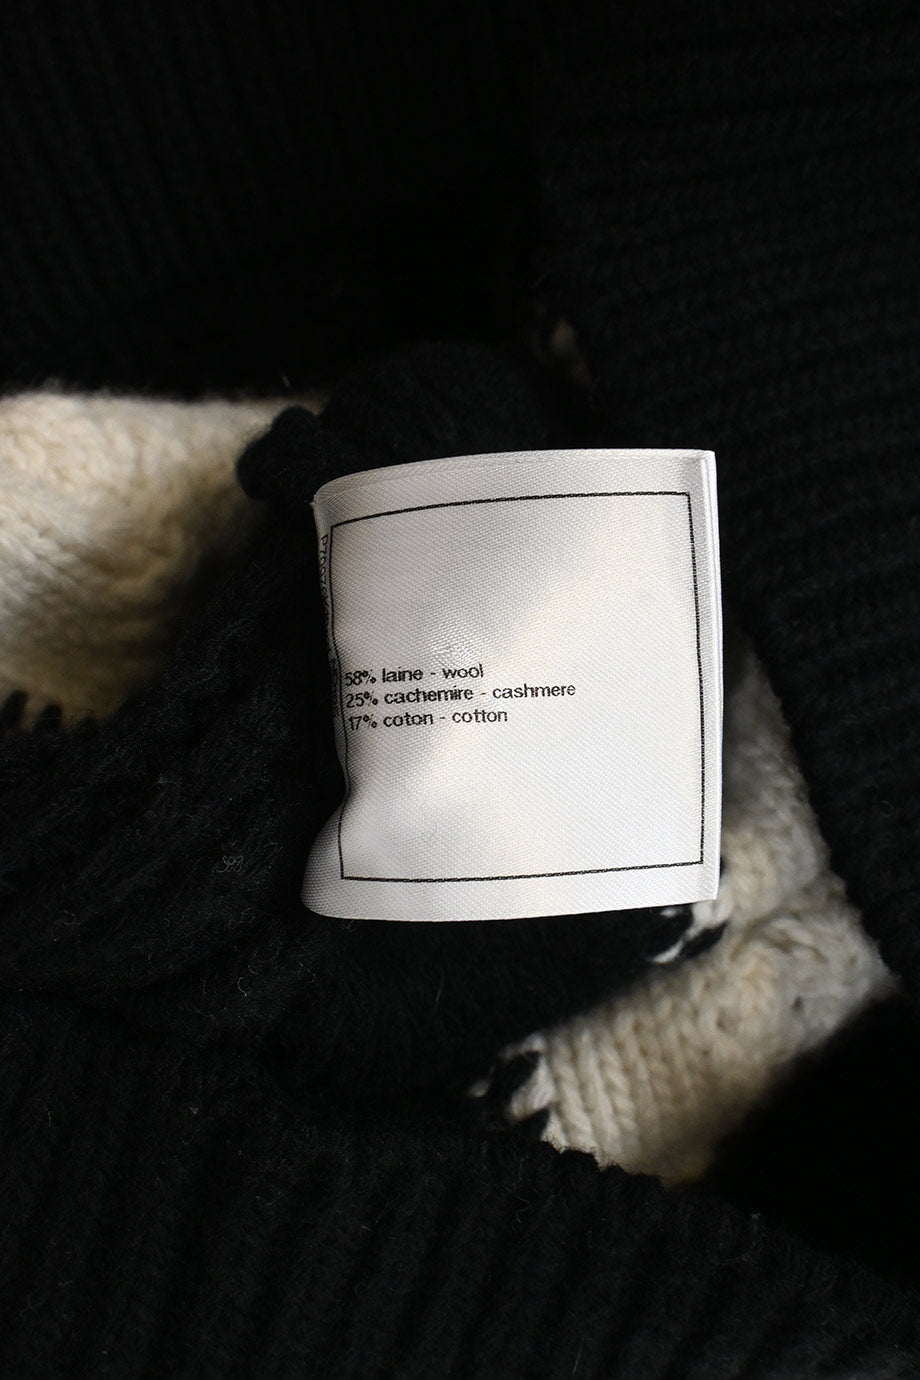 58% laine - wool
25% cachemire - cashmere
17% coton - cotton